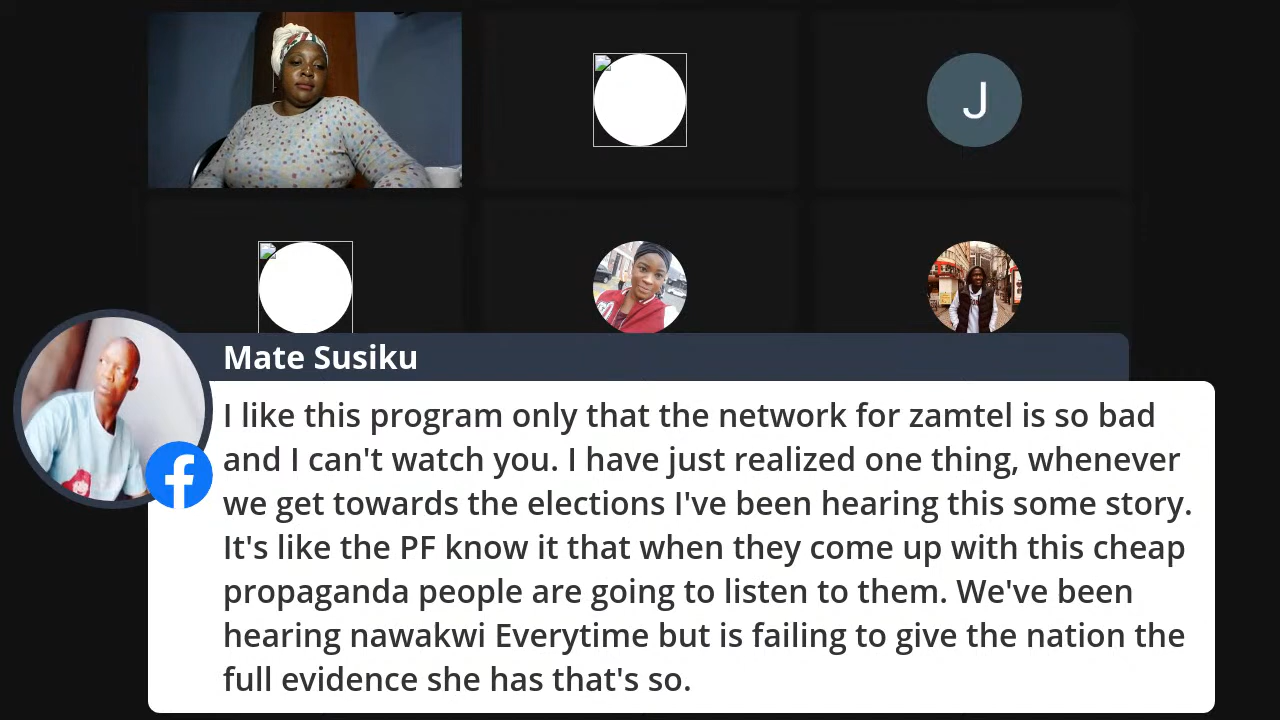 J
Mate Susiku
I like this program only that the network for zamtel is so bad
and I can't watch you. I have just realized one thing, whenever
we get towards the elections I've been hearing this some story.
It's like the PF know it that when they come up with this cheap
propaganda people are going to listen to them. We've been
hearing nawakwi Everytime but is failing to give the nation the
full evidence she has that's so.